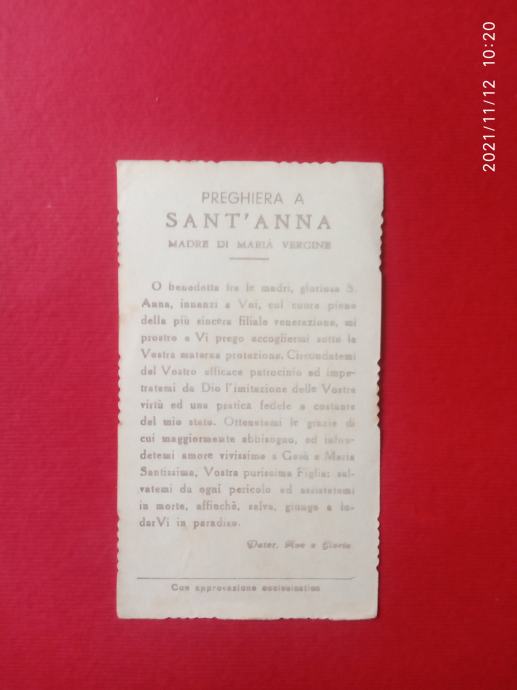 2021/11/12 10:20
PREGHIERA A
SANT'ANNA
MADRE DI MARIA VERGINE
O benedetta fra le madri, gloriosa S.
Anna, innanzi a Voi, col cuore pieno
della più sincera filiale venerazione, mi
prostro e Vi prego accogliermi sotto la
Vostra materna protezione. Circondatemi
del Vostro efficace patrocinio ed impe-
tratemi da Dio l'imitazione delle Vostre
virtù ed una pratica fedele e costante
del mio stato. Ottenetemi le grazie di
cui maggiormente abbisogno, ed infon-
detemi amore vivissimo a Gesù e Maria
Santissima, Vostra purissima Figlia; sal-
vatemi da ogni pericolo ed assistetemi
in morte, affinchè, salva, giunga a lo-
darVi in paradiso.
Pater, Ave e Gloria
Con approvazione ecclesiastica